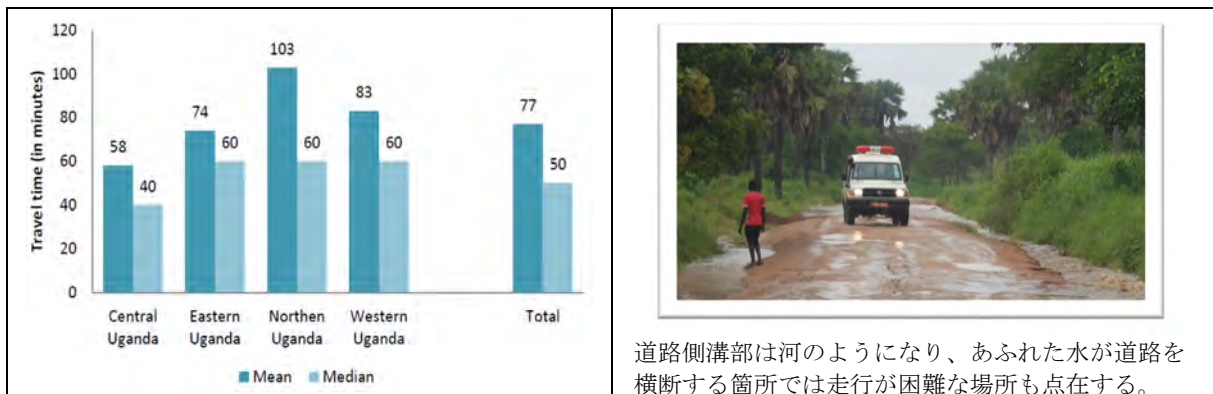 120
100
80
60
40
20
0
Travel time (in minutes)
58
40
74
60
103
60
83
60
77
50
Central Uganda
Eastern Uganda
Northen Uganda
Western Uganda
Total
Mean
Median
道路側溝部は河のようになり、あふれた水が道路を
横断する箇所では走行が困難な場所も点在する。